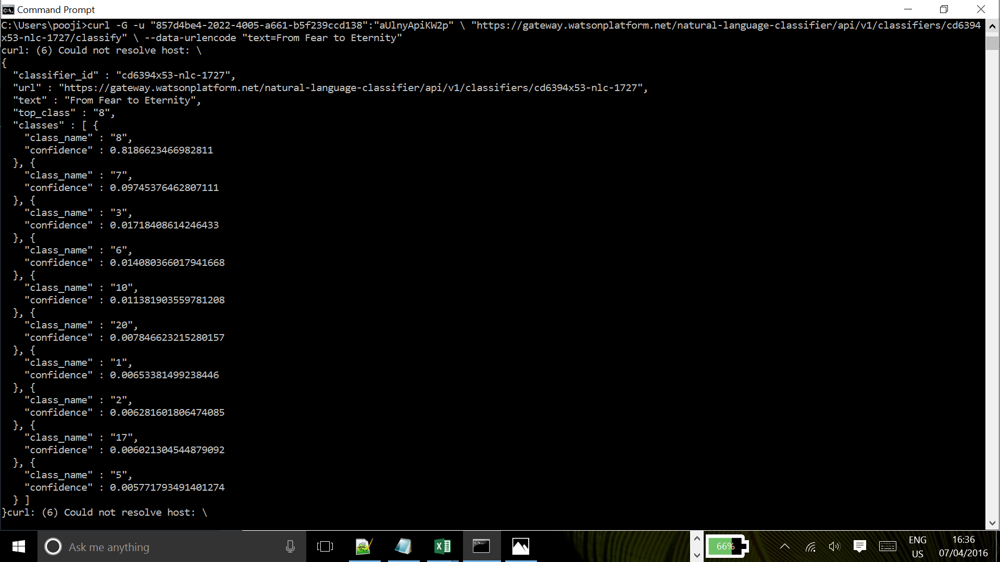 Command Prompt
C:\Users\pooji>curl -G -u "857d4be4-2022-4005-a661-b5f239ccd138":"aUlnyApiKW2p" \ "https://gateway.watsonplatform.net/natural-language-classifier/api/v1/classifiers/cd6394
x53-nlc-1727/classify" \ --data-urlencode "text=From Fear to Eternity"
curl: (6) Could not resolve host: \
{
  "classifier_id" : "cd6394x53-nlc-1727",
  "url" : "https://gateway.watsonplatform.net/natural-language-classifier/api/v1/classifiers/cd6394x53-nlc-1727",
  "text" : "From Fear to Eternity",
  "top_class" : "8",
  "classes" : [ {
    "class_name" : "8",
    "confidence" : 0.8186623466982811
  }, {
    "class_name" : "7",
    "confidence" : 0.09745376462807111
  }, {
    "class_name" : "3",
    "confidence" : 0.01718408614246433
  }, {
    "class_name" : "6",
    "confidence" : 0.014080366017941668
  }, {
    "class_name" : "10",
    "confidence" : 0.011381903559781208
  }, {
    "class_name" : "20",
    "confidence" : 0.007846623215280157
  }, {
    "class_name" : "1",
    "confidence" : 0.00653381499238446
  }, {
    "class_name" : "2",
    "confidence" : 0.006281601806474085
  }, {
    "class_name" : "17",
    "confidence" : 0.006021304544879092
  }, {
    "class_name" : "5",
    "confidence" : 0.005771793491401274
  } ]
}curl: (6) Could not resolve host: \
Ask me anything
66%
ENG
US
16:36
07/04/2016